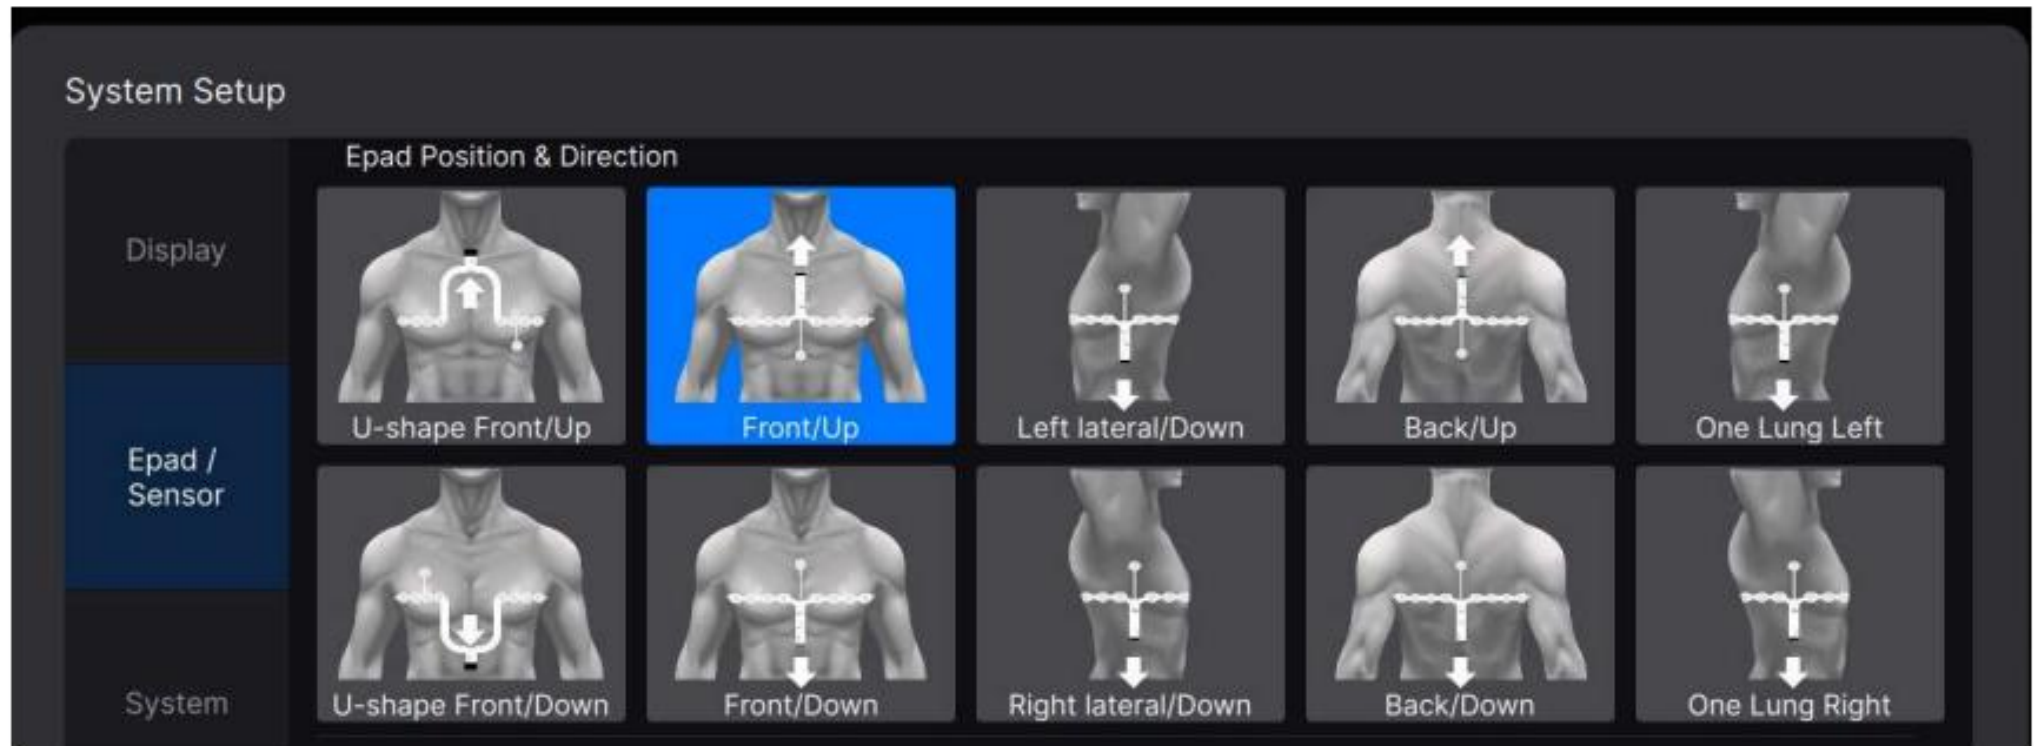 System Setup
Epad Position & Direction
Display
U-shape Front/Up
Front/Up
Left lateral/Down
Back/Up
One Lung Left
Epad /
Sensor
System
U-shape Front/Down
Front/Down
Right lateral/Down
Back/Down
One Lung Right